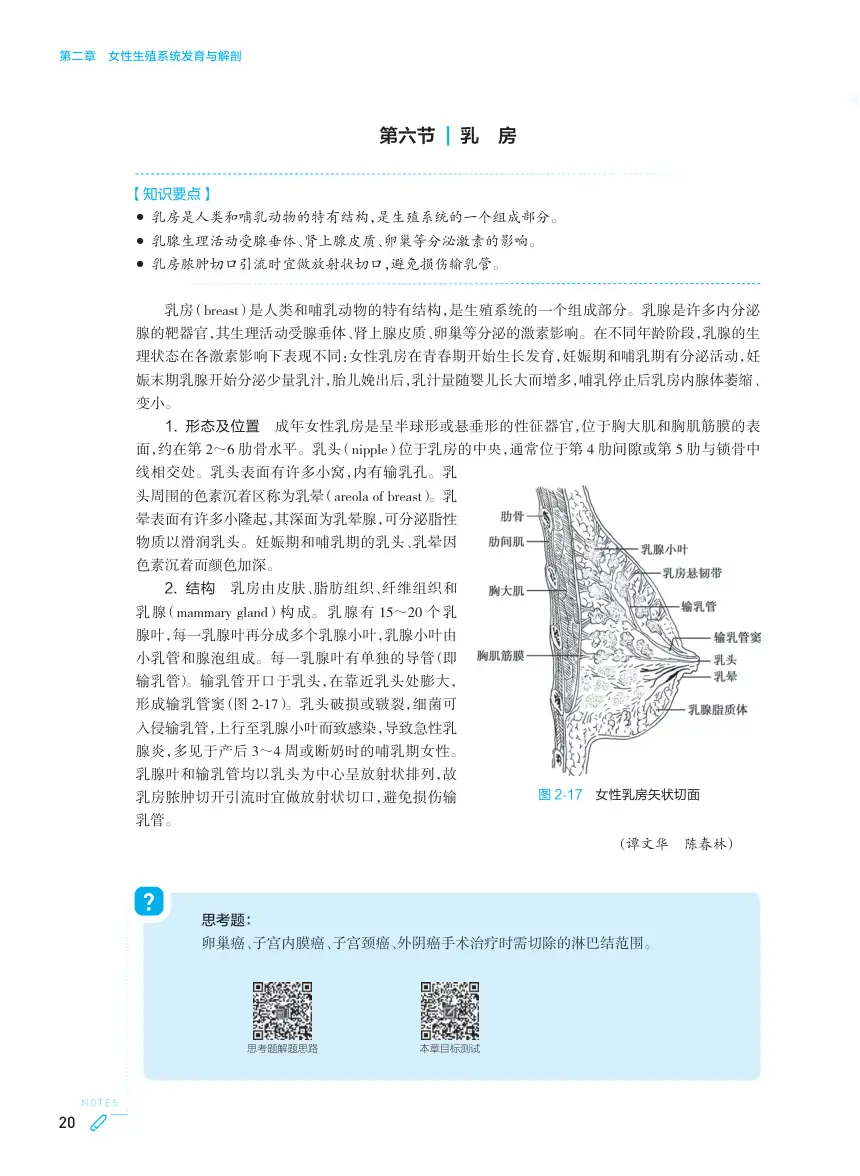 第二章 女性生殖系统发育与解剖
第六节 | 乳 房
【知识要点】
● 乳房是人类和哺乳动物的特有结构,是生殖系统的一个组成部分。
● 乳腺生理活动受腺垂体、肾上腺皮质、卵巢等分泌激素的影响。
● 乳房脓肿切口引流时宜做放射状切口,避免损伤输乳管。
乳房(breast)是人类和哺乳动物的特有结构,是生殖系统的一个组成部分。乳腺是许多内分泌
腺的靶器官,其生理活动受腺垂体、肾上腺皮质、卵巢等分泌的激素影响。在不同年龄阶段,乳腺的生
理状态在各激素影响下表现不同:女性乳房在青春期开始生长发育,妊娠期和哺乳期有分泌活动,妊
娠末期乳腺开始分泌少量乳汁,胎儿娩出后,乳汁量随婴儿长大而增多,哺乳停止后乳房内腺体萎缩、
变小。
1. 形态及位置 成年女性乳房是呈半球形或悬垂形的性征器官,位于胸大肌和胸肌筋膜的表
面,约在第 2～6 肋骨水平。乳头(nipple)位于乳房的中央,通常位于第 4 肋间隙或第 5 肋与锁骨中
线相交处。乳头表面有许多小窝,内有输乳孔。乳
头周围的色素沉着区称为乳晕(areola of breast)。乳
晕表面有许多小隆起,其深面为乳晕腺,可分泌脂性
物质以滑润乳头。妊娠期和哺乳期的乳头、乳晕因
色素沉着而颜色加深。
2. 结构 乳房由皮肤、脂肪组织、纤维组织和
乳腺(mammary gland)构成。乳腺有 15～20 个乳
腺叶,每一乳腺叶再分成多个乳腺小叶,乳腺小叶由
小乳管和腺泡组成。每一乳腺叶有单独的导管(即
输乳管)。输乳管开口于乳头,在靠近乳头处膨大,
形成输乳管窦(图 2-17)。乳头破损或皲裂,细菌可
入侵输乳管,上行至乳腺小叶而致感染,导致急性乳
腺炎,多见于产后 3～4 周或断奶时的哺乳期女性。
乳腺叶和输乳管均以乳头为中心呈放射状排列,故
乳房脓肿切开引流时宜做放射状切口,避免损伤输
乳管。
肋骨
肋间肌
胸大肌
胸肌筋膜
乳腺小叶
乳房悬韧带
输乳管
输乳管窦
乳头
乳晕
乳腺脂质体
图 2-17 女性乳房矢状切面
(谭文华 陈春林)
?
思考题:
卵巢癌、子宫内膜癌、子宫颈癌、外阴癌手术治疗时需切除的淋巴结范围。
思考题解题思路
本章目标测试
NOTES
20